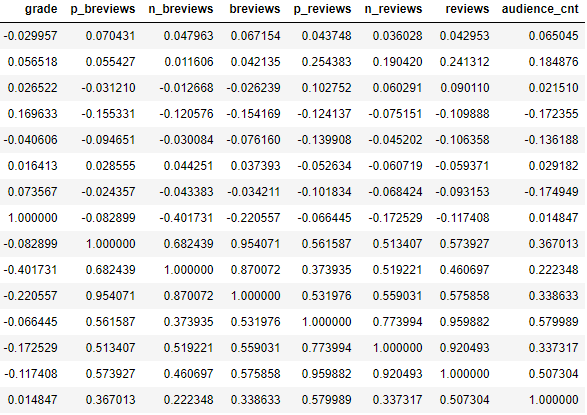 grade p_breviews n_breviews breviews p_reviews n_reviews reviews audience_cnt
-0.029957 0.070431 0.047963 0.067154 0.043748 0.036028 0.042953 0.065045
0.056518 0.055427 0.011606 0.042135 0.254383 0.190420 0.241312 0.184876
0.026522 -0.031210 -0.012668 -0.026239 0.102752 0.060291 0.090110 0.021510
0.169633 -0.155331 -0.120576 -0.154169 -0.124137 -0.075151 -0.109888 -0.172355
-0.040606 -0.094651 -0.030084 -0.076160 -0.139908 -0.045202 -0.106358 -0.136188
0.016413 0.028555 0.044251 0.037393 -0.052634 -0.060719 -0.059371 0.029182
0.073567 -0.024357 -0.043383 -0.034211 -0.101834 -0.068424 -0.093153 -0.174949
1.000000 -0.082899 -0.401731 -0.220557 -0.066445 -0.172529 -0.117408 0.014847
-0.082899 1.000000 0.682439 0.954071 0.561587 0.513407 0.573927 0.367013
-0.401731 0.682439 1.000000 0.870072 0.373935 0.519221 0.460697 0.222348
-0.220557 0.954071 0.870072 1.000000 0.531976 0.559031 0.575858 0.338633
-0.066445 0.561587 0.373935 0.531976 1.000000 0.773994 0.959882 0.579989
-0.172529 0.513407 0.519221 0.559031 0.773994 1.000000 0.920493 0.337317
-0.117408 0.573927 0.460697 0.575858 0.959882 0.920493 1.000000 0.507304
0.014847 0.367013 0.222348 0.338633 0.579989 0.337317 0.507304 1.000000